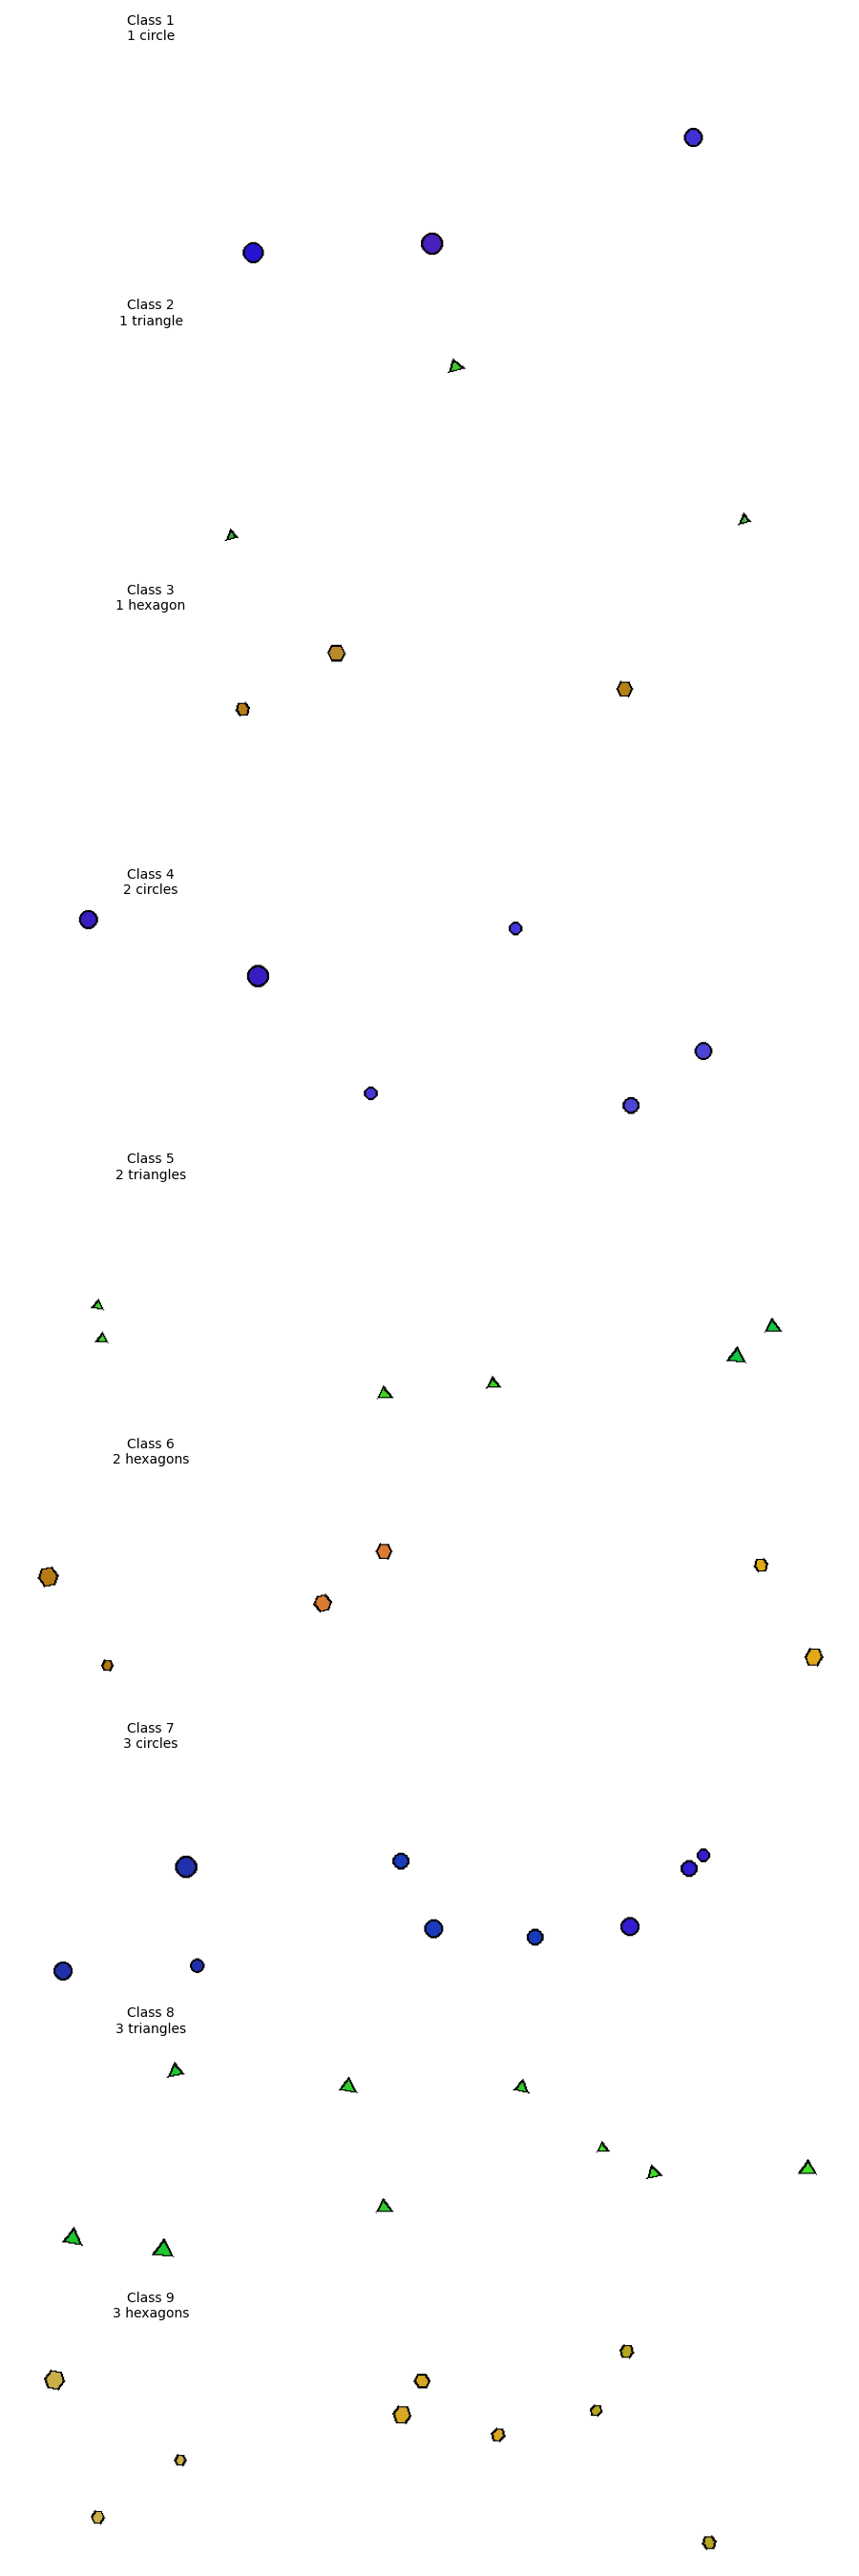 Class 1
1 circle
Class 2
1 triangle
Class 3
1 hexagon
Class 4
2 circles
Class 5
2 triangles
Class 6
2 hexagons
Class 7
3 circles
Class 8
3 triangles
Class 9
3 hexagons